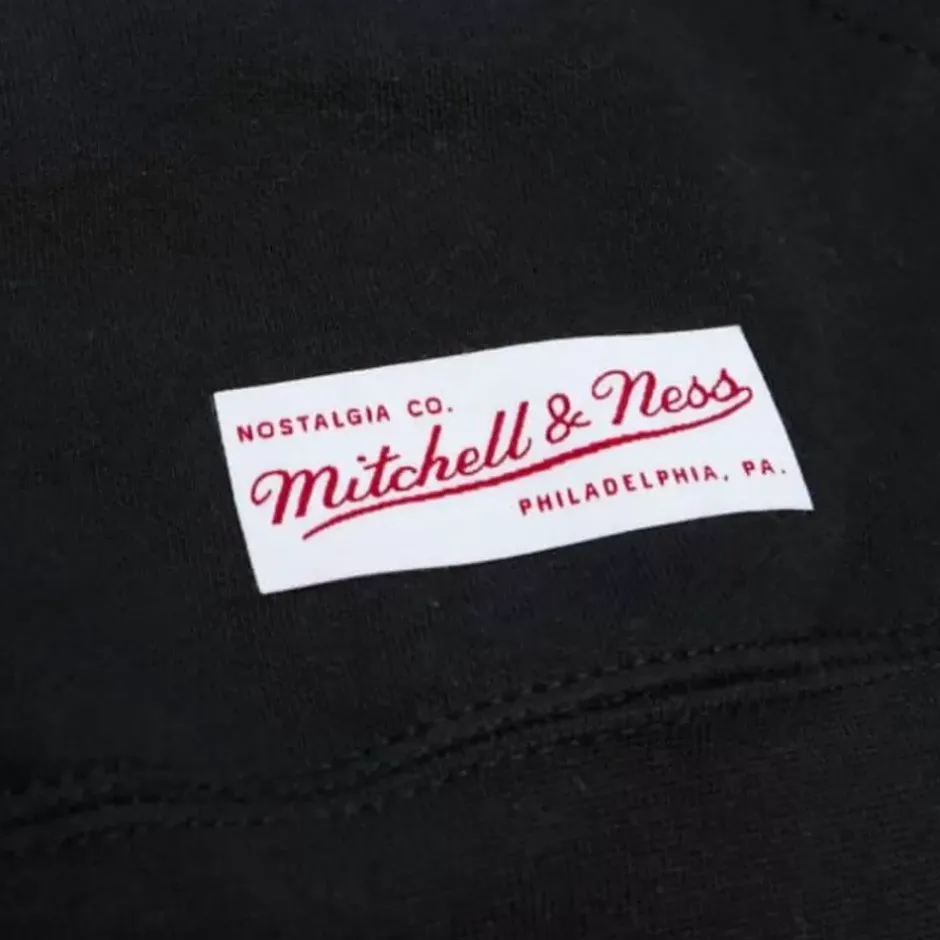 NOSTALGIA CO.
Mitchell & Ness
PHILADELPHIA, PA.